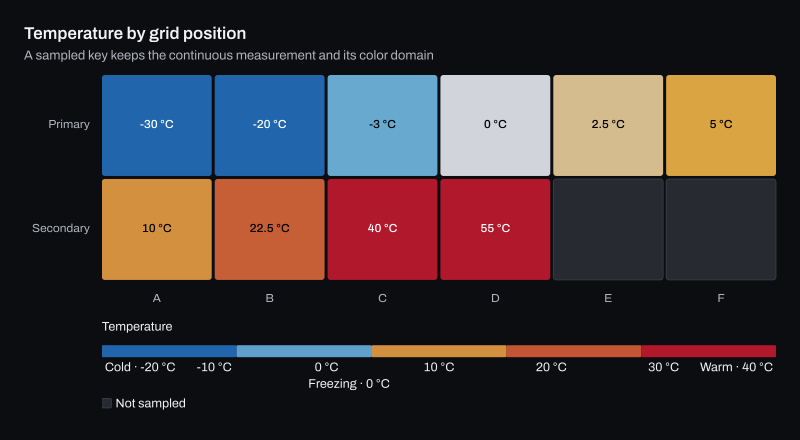 Temperature by grid position
A sampled key keeps the continuous measurement and its color domain
Primary
-30 °C
-20 °C
-3 °C
0 °C
2.5 °C
5 °C
Secondary
10 °C
22.5 °C
40 °C
55 °C
A
B
C
D
E
F
Temperature
Cold · -20 °C
-10 °C
0 °C
10 °C
20 °C
30 °C
Warm · 40 °C
Freezing · 0 °C
Not sampled